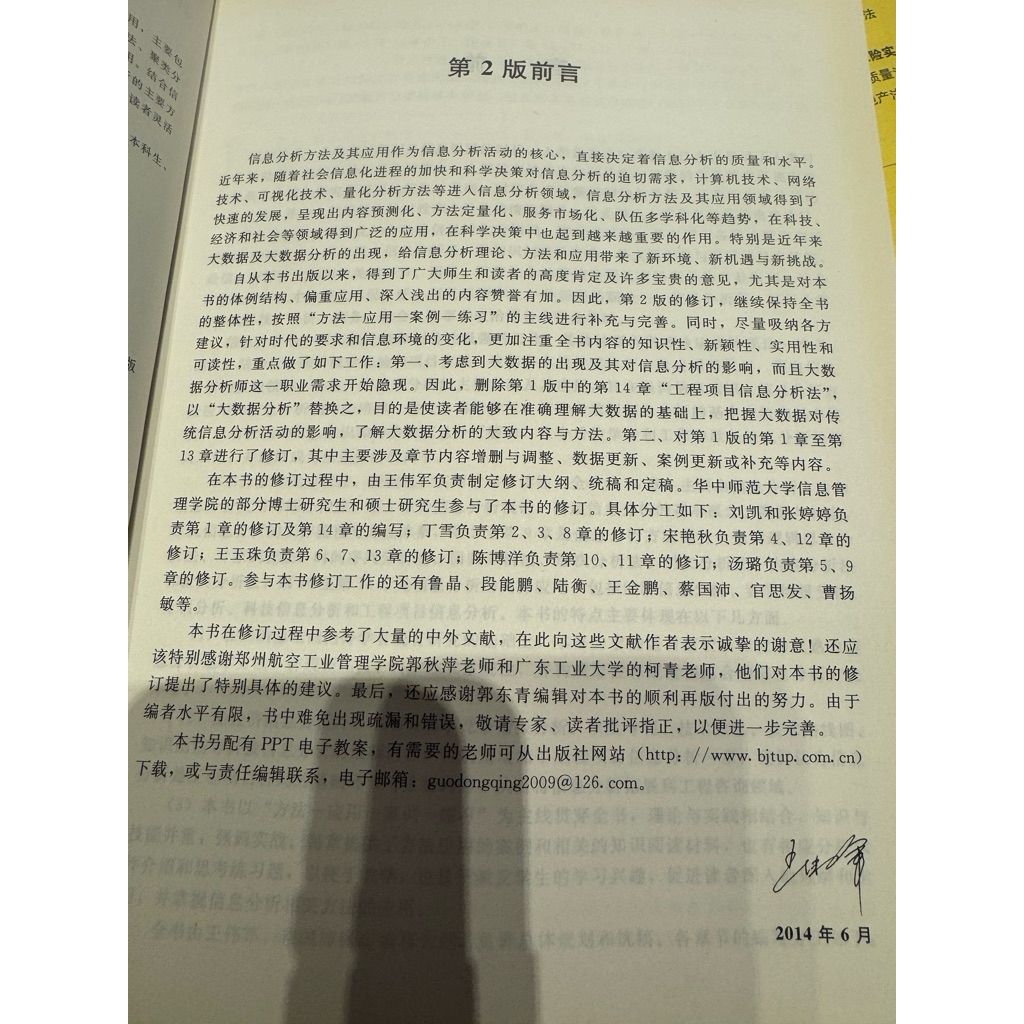 第2版前言
信息分析方法及其应用作为信息分析活动的核心，直接决定着信息分析的质量和水平。
近年来，随着社会信息化进程的加快和科学决策对信息分析的迫切需求，计算机技术、网络
技术、可视化技术、量化分析方法等进入信息分析领域，信息分析方法及其应用领域得到了
快速的发展，呈现出内容预测化、方法定量化、服务市场化、队伍多学科化等趋势，在科技、
经济和社会等领域得到广泛的应用，在科学决策中也起到越来越重要的作用。特别是近年来
大数据及大数据分析的出现，给信息分析理论、方法和应用带来了新环境、新机遇与新挑战。
自从本书出版以来，得到了广大师生和读者的高度肯定及许多宝贵的意见，尤其是对本
书的体例结构、偏重应用、深入浅出的内容赞誉有加。因此，第2版的修订，继续保持全书
的整体性，按照“方法—应用—案例—练习”的主线进行补充与完善。同时，尽量吸纳各方
建议，针对时代的要求和信息环境的变化，更加注重全书内容的知识性、新颖性、实用性和
可读性，重点做了如下工作：第一、考虑到大数据的出现及其对信息分析的影响，而且大数
据分析师这一职业需求开始隐现。因此，删除第1版中的第14章“工程项目信息分析法”，
以“大数据分析”替换之，目的是使读者能够在准确理解大数据的基础上，把握大数据对传
统信息分析活动的影响，了解大数据分析的大致内容与方法。第二、对第1版的第1章至第
13章进行了修订，其中主要涉及章节内容增删与调整、数据更新、案例更新或补充等内容。
在本书的修订过程中，由王伟军负责制定修订大纲、统稿和定稿。华中师范大学信息管
理学院的部分博士研究生和硕士研究生参与了本书的修订。具体分工如下：刘凯和张婷婷负
责第1章的修订及第14章的编写；丁雪负责第2、3、8章的修订；宋艳秋负责第4、12章的
修订；王玉珠负责第6、7、13章的修订；陈博洋负责第10、11章的修订；汤璐负责第5、9
章的修订。参与本书修订工作的还有鲁晶、段能鹏、陆衡、王金鹏、蔡国沛、官思发、曹扬
敏等。
本书在修订过程中参考了大量的中外文献，在此向这些文献作者表示诚挚的谢意！还应
该特别感谢郑州航空工业管理学院郭秋萍老师和广东工业大学的柯青老师，他们对本书的修
订提出了特别具体的建议。最后，还应感谢郭东青编辑对本书的顺利再版付出的努力。由于
编者水平有限，书中难免出现疏漏和错误，敬请专家、读者批评指正，以便进一步完善。
本书另配有PPT电子教案，有需要的老师可从出版社网站（http：//www.bjtup.com.cn）
下载，或与责任编辑联系，电子邮箱：guodongqing2009@126.com。
王伟军
2014年6月
用，主要包
法、聚类分
用，结合信
的主要方
读者灵活
本科生、
版
法
质量